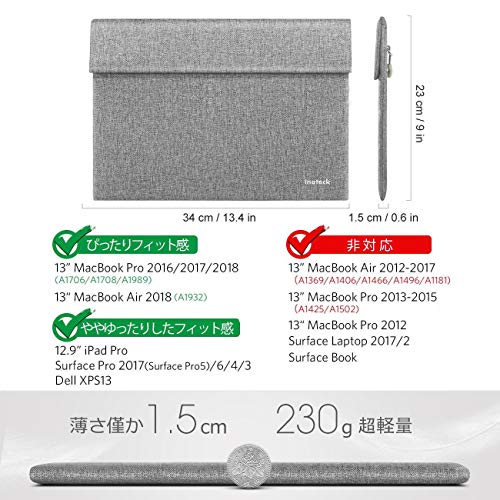 inateck
23 cm / 9 in
34 cm / 13.4 in
1.5 cm / 0.6 in
ぴったりフィット感
13” MacBook Pro 2016/2017/2018
(A1706/A1708/A1989)
13” MacBook Air 2018 (A1932)
ややゆったりしたフィット感
12.9” iPad Pro
Surface Pro 2017(Surface Pro5)/6/4/3
Dell XPS13
非対応
13” MacBook Air 2012-2017
(A1369/A1406/A1466/A1496/A1181)
13” MacBook Pro 2013-2015
(A1425/A1502)
13” MacBook Pro 2012
Surface Laptop 2017/2
Surface Book
薄さ僅か1.5cm 230g 超軽量